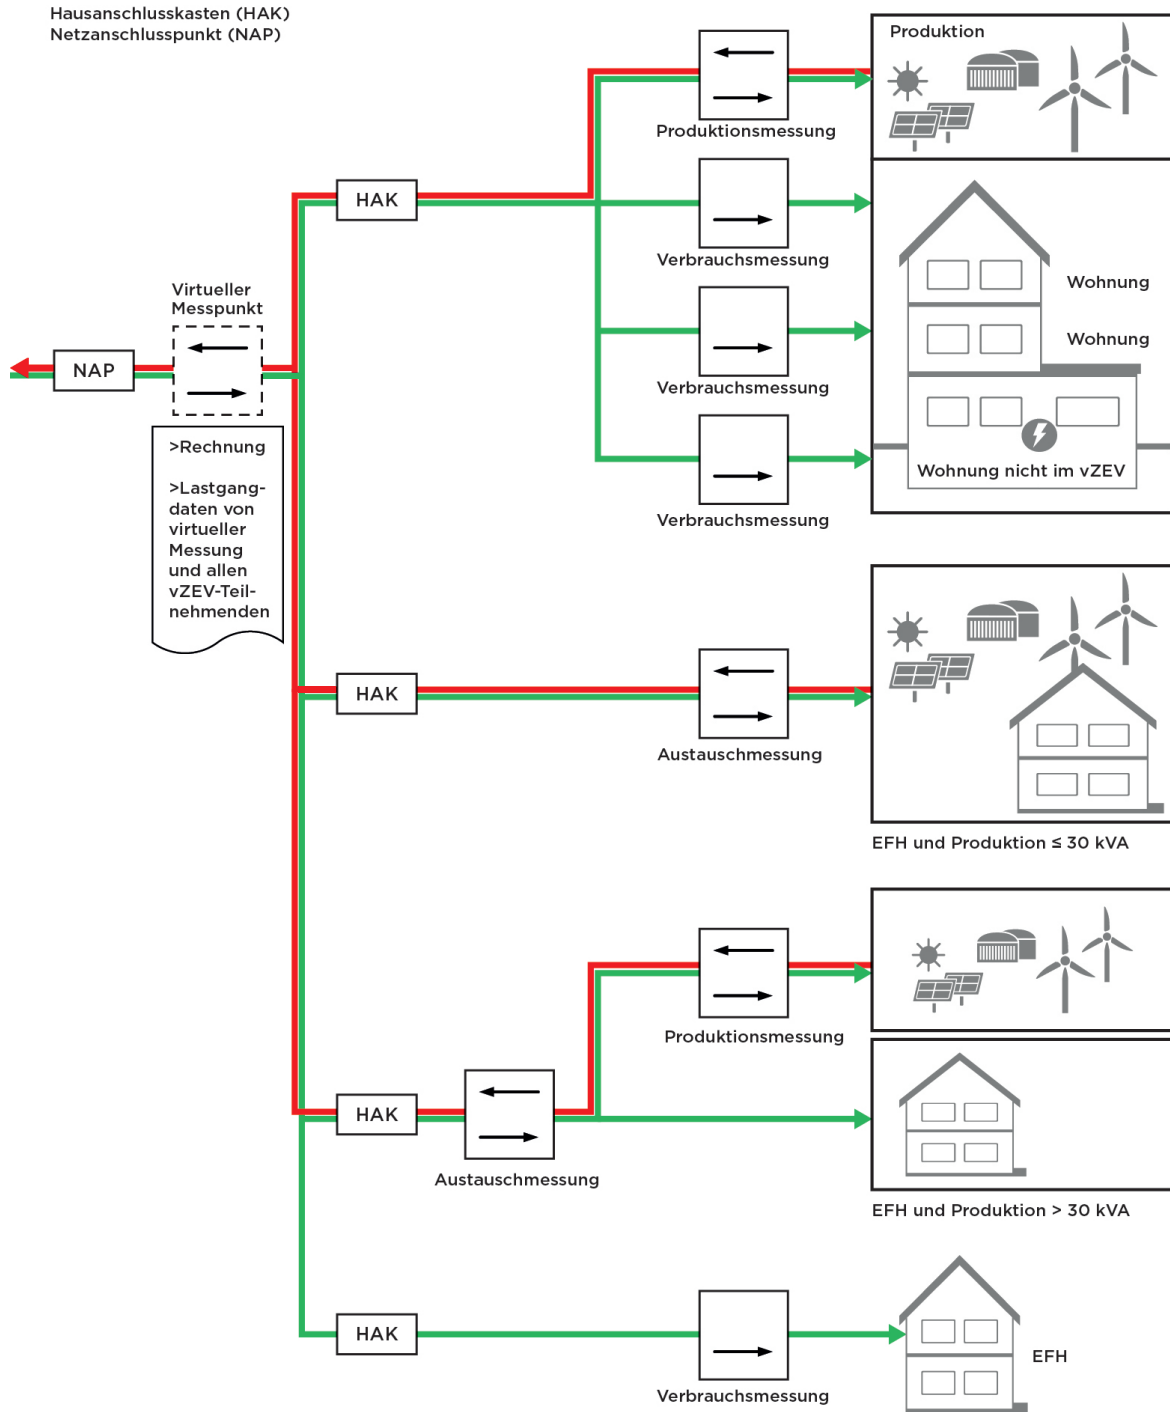 Hausanschlusskasten (HAK)
Netzanschlusspunkt (NAP)
Produktion
Produktionsmessung
HAK
Verbrauchsmessung
Wohnung
Virtueller
Messpunkt
Wohnung
NAP
Verbrauchsmessung
>Rechnung
Wohnung nicht im vZEV
>Lastgang-
daten von
virtueller
Messung
und allen
vZEV-Teil-
nehmenden
Verbrauchsmessung
HAK
Austauschmessung
EFH und Produktion ≤ 30 kVA
Produktionsmessung
HAK
Austauschmessung
EFH und Produktion > 30 kVA
HAK
EFH
Verbrauchsmessung